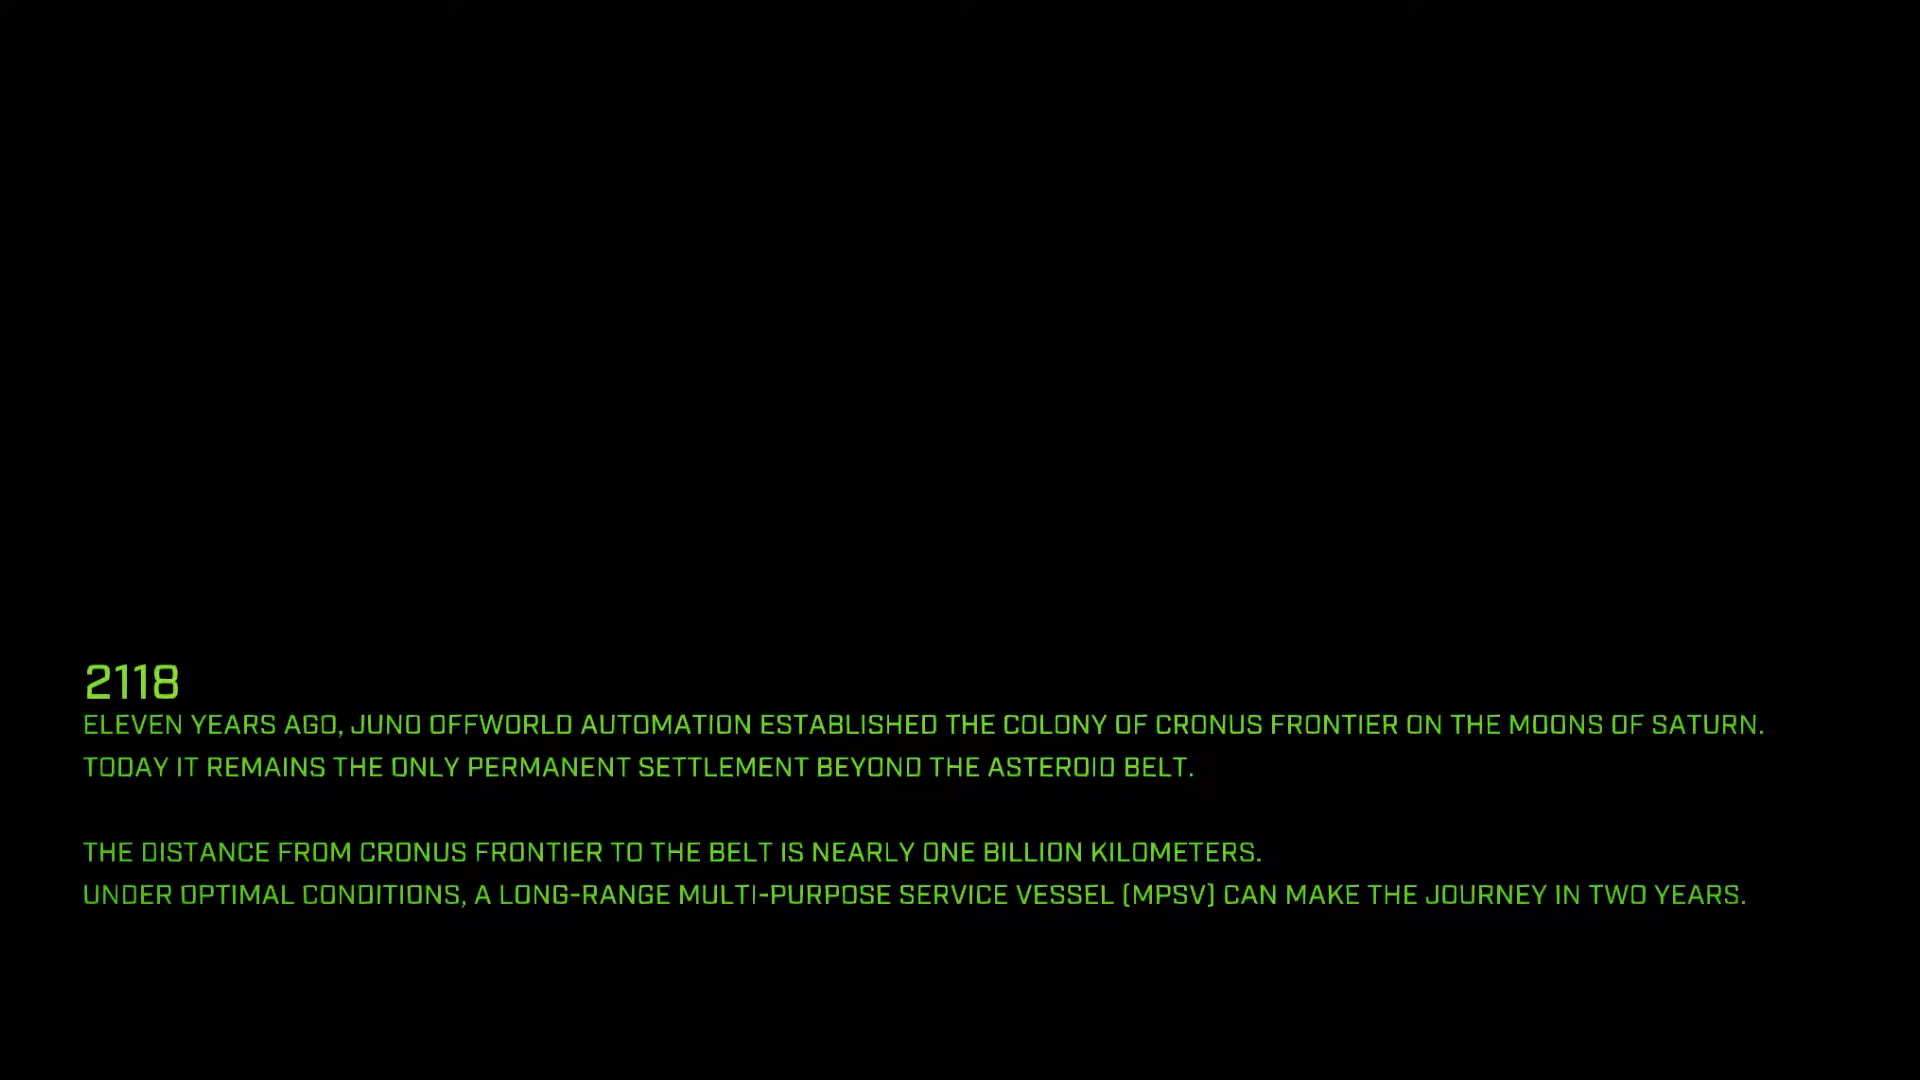 2118
ELEVEN YEARS AGO, JUNO OFFWORLD AUTOMATION ESTABLISHED THE COLONY OF CRONUS FRONTIER ON THE MOONS OF SATURN.
TODAY IT REMAINS THE ONLY PERMANENT SETTLEMENT BEYOND THE ASTEROID BELT.
THE DISTANCE FROM CRONUS FRONTIER TO THE BELT IS NEARLY ONE BILLION KILOMETERS.
UNDER OPTIMAL CONDITIONS, A LONG-RANGE MULTI-PURPOSE SERVICE VESSEL (MPSV) CAN MAKE THE JOURNEY IN TWO YEARS.